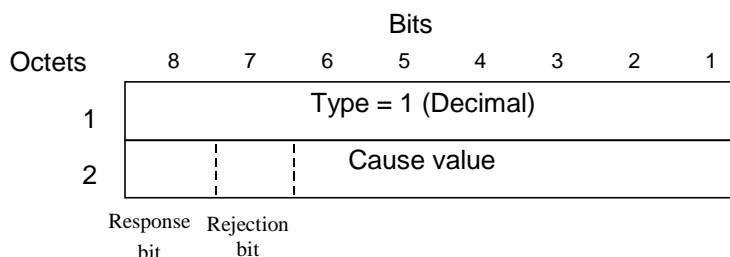 Bits
Octets 8 7 6 5 4 3 2 1
1 Type = 1 (Decimal)
2 Cause value
Response Rejection
bit bit